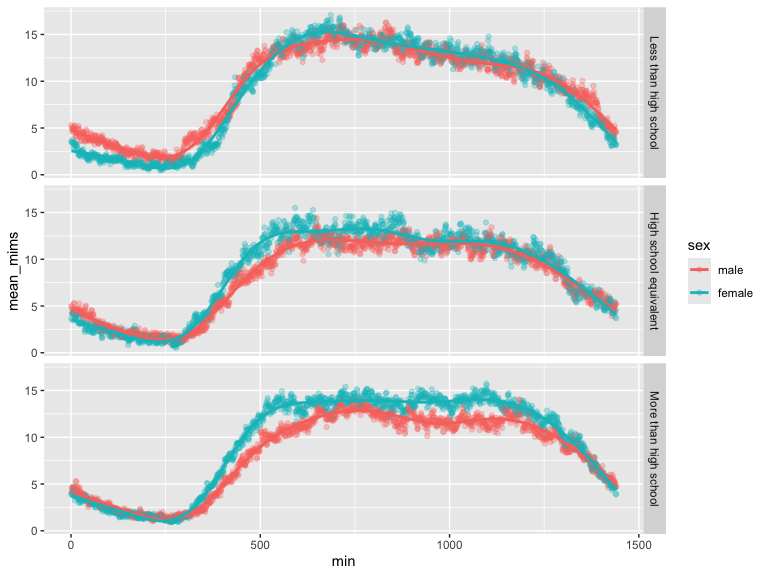 15
10
5
0
Less than high school
15
10
5
0
High school equivalent
15
10
5
0
More than high school
mean_mims
0
500
1000
1500
min
sex
male
female